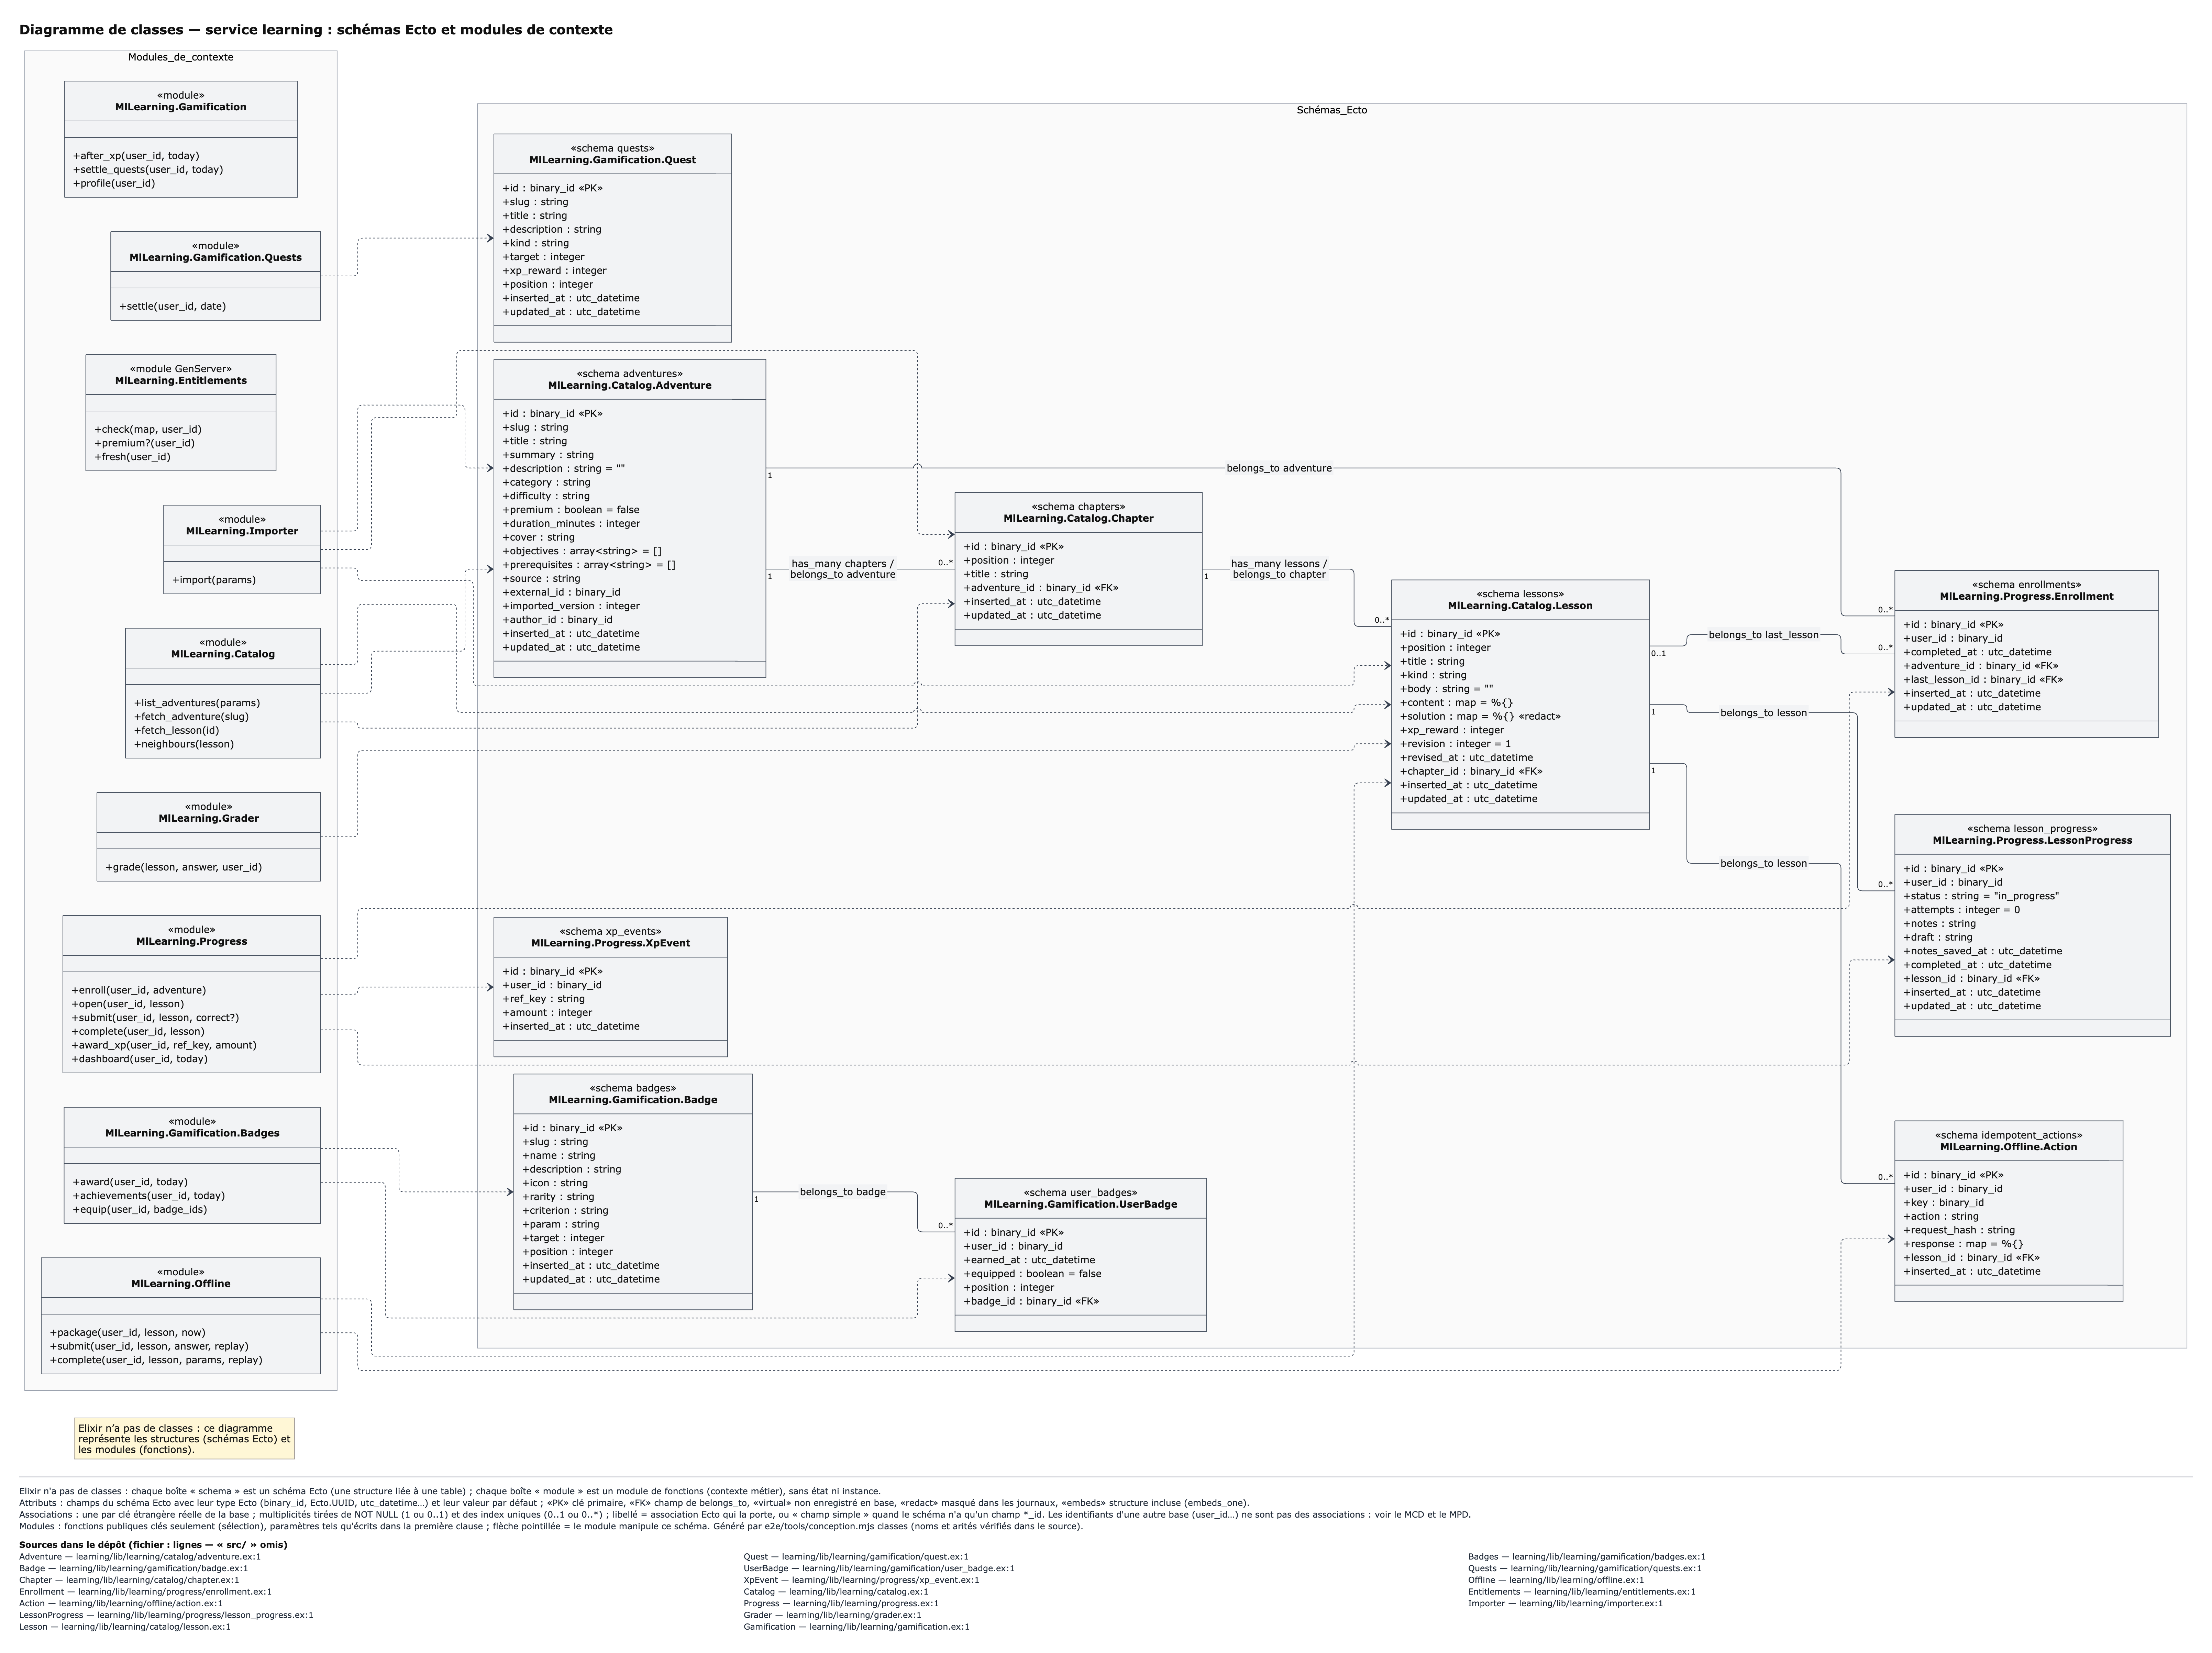 Diagramme de classes — service learning : schémas Ecto et modules de contexte
Modules_de_contexte
«module»
MlLearning.Gamification
+after_xp(user_id, today)
+settle_quests(user_id, today)
+profile(user_id)
«module»
MlLearning.Gamification.Quests
+settle(user_id, date)
«module GenServer»
MlLearning.Entitlements
+check(map, user_id)
+premium?(user_id)
+fresh(user_id)
«module»
MlLearning.Importer
+import(params)
«module»
MlLearning.Catalog
+list_adventures(params)
+fetch_adventure(slug)
+fetch_lesson(id)
+neighbours(lesson)
«module»
MlLearning.Grader
+grade(lesson, answer, user_id)
«module»
MlLearning.Progress
+enroll(user_id, adventure)
+open(user_id, lesson)
+submit(user_id, lesson, correct?)
+complete(user_id, lesson)
+award_xp(user_id, ref_key, amount)
+dashboard(user_id, today)
«module»
MlLearning.Gamification.Badges
+award(user_id, today)
+achievements(user_id, today)
+equip(user_id, badge_ids)
«module»
MlLearning.Offline
+package(user_id, lesson, now)
+submit(user_id, lesson, answer, replay)
+complete(user_id, lesson, params, replay)
Schémas_Ecto
«schema quests»
MlLearning.Gamification.Quest
+id : binary_id «PK»
+slug : string
+title : string
+description : string
+kind : string
+target : integer
+xp_reward : integer
+position : integer
+inserted_at : utc_datetime
+updated_at : utc_datetime
«schema adventures»
MlLearning.Catalog.Adventure
+id : binary_id «PK»
+slug : string
+title : string
+summary : string
+description : string = ""
+category : string
+difficulty : string
+premium : boolean = false
+duration_minutes : integer
+cover : string
+objectives : array<string> = []
+prerequisites : array<string> = []
+source : string
+external_id : binary_id
+imported_version : integer
+author_id : binary_id
+inserted_at : utc_datetime
+updated_at : utc_datetime
1
belongs_to adventure
0..*
1
has_many chapters /
belongs_to adventure
0..*
«schema chapters»
MlLearning.Catalog.Chapter
+id : binary_id «PK»
+position : integer
+title : string
+adventure_id : binary_id «FK»
+inserted_at : utc_datetime
+updated_at : utc_datetime
1
has_many lessons /
belongs_to chapter
0..*
«schema lessons»
MlLearning.Catalog.Lesson
+id : binary_id «PK»
+position : integer
+title : string
+kind : string
+body : string = ""
+content : map = %{}
+solution : map = %{} «redact»
+xp_reward : integer
+revision : integer = 1
+revised_at : utc_datetime
+chapter_id : binary_id «FK»
+inserted_at : utc_datetime
+updated_at : utc_datetime
0..1
belongs_to last_lesson
0..*
1
belongs_to lesson
0..*
1
belongs_to lesson
0..*
«schema enrollments»
MlLearning.Progress.Enrollment
+id : binary_id «PK»
+user_id : binary_id
+completed_at : utc_datetime
+adventure_id : binary_id «FK»
+last_lesson_id : binary_id «FK»
+inserted_at : utc_datetime
+updated_at : utc_datetime
«schema lesson_progress»
MlLearning.Progress.LessonProgress
+id : binary_id «PK»
+user_id : binary_id
+status : string = "in_progress"
+attempts : integer = 0
+notes : string
+draft : string
+notes_saved_at : utc_datetime
+completed_at : utc_datetime
+lesson_id : binary_id «FK»
+inserted_at : utc_datetime
+updated_at : utc_datetime
«schema xp_events»
MlLearning.Progress.XpEvent
+id : binary_id «PK»
+user_id : binary_id
+ref_key : string
+amount : integer
+inserted_at : utc_datetime
«schema badges»
MlLearning.Gamification.Badge
+id : binary_id «PK»
+slug : string
+name : string
+description : string
+icon : string
+rarity : string
+criterion : string
+param : string
+target : integer
+position : integer
+inserted_at : utc_datetime
+updated_at : utc_datetime
1
belongs_to badge
0..*
«schema user_badges»
MlLearning.Gamification.UserBadge
+id : binary_id «PK»
+user_id : binary_id
+earned_at : utc_datetime
+equipped : boolean = false
+position : integer
+badge_id : binary_id «FK»
«schema idempotent_actions»
MlLearning.Offline.Action
+id : binary_id «PK»
+user_id : binary_id
+key : binary_id
+action : string
+request_hash : string
+response : map = %{}
+lesson_id : binary_id «FK»
+inserted_at : utc_datetime
Elixir n’a pas de classes : ce diagramme
représente les structures (schémas Ecto) et
les modules (fonctions).
Elixir n'a pas de classes : chaque boîte « schema » est un schéma Ecto (une structure liée à une table) ; chaque boîte « module » est un module de fonctions (contexte métier), sans état ni instance.
Attributs : champs du schéma Ecto avec leur type Ecto (binary_id, Ecto.UUID, utc_datetime…) et leur valeur par défaut ; «PK» clé primaire, «FK» champ de belongs_to, «virtual» non enregistré en base, «redact» masqué dans les journaux, «embeds» structure incluse (embeds_one).
Associations : une par clé étrangère réelle de la base ; multiplicités tirées de NOT NULL (1 ou 0..1) et des index uniques (0..1 ou 0..*) ; libellé = association Ecto qui la porte, ou « champ simple » quand le schéma n'a qu'un champ *_id. Les identifiants d'une autre base (user_id…) ne sont pas des associations : voir le MCD et le MPD.
Modules : fonctions publiques clés seulement (sélection), paramètres tels qu'écrits dans la première clause ; flèche pointillée = le module manipule ce schéma. Généré par e2e/tools/conception.mjs classes (noms et arités vérifiés dans le source).
Sources dans le dépôt (fichier : lignes — « src/ » omis)
Adventure — learning/lib/learning/catalog/adventure.ex:1
Badge — learning/lib/learning/gamification/badge.ex:1
Chapter — learning/lib/learning/catalog/chapter.ex:1
Enrollment — learning/lib/learning/progress/enrollment.ex:1
Action — learning/lib/learning/offline/action.ex:1
LessonProgress — learning/lib/learning/progress/lesson_progress.ex:1
Lesson — learning/lib/learning/catalog/lesson.ex:1
Quest — learning/lib/learning/gamification/quest.ex:1
UserBadge — learning/lib/learning/gamification/user_badge.ex:1
XpEvent — learning/lib/learning/progress/xp_event.ex:1
Catalog — learning/lib/learning/catalog.ex:1
Progress — learning/lib/learning/progress.ex:1
Grader — learning/lib/learning/grader.ex:1
Gamification — learning/lib/learning/gamification.ex:1
Badges — learning/lib/learning/gamification/badges.ex:1
Quests — learning/lib/learning/gamification/quests.ex:1
Offline — learning/lib/learning/offline.ex:1
Entitlements — learning/lib/learning/entitlements.ex:1
Importer — learning/lib/learning/importer.ex:1